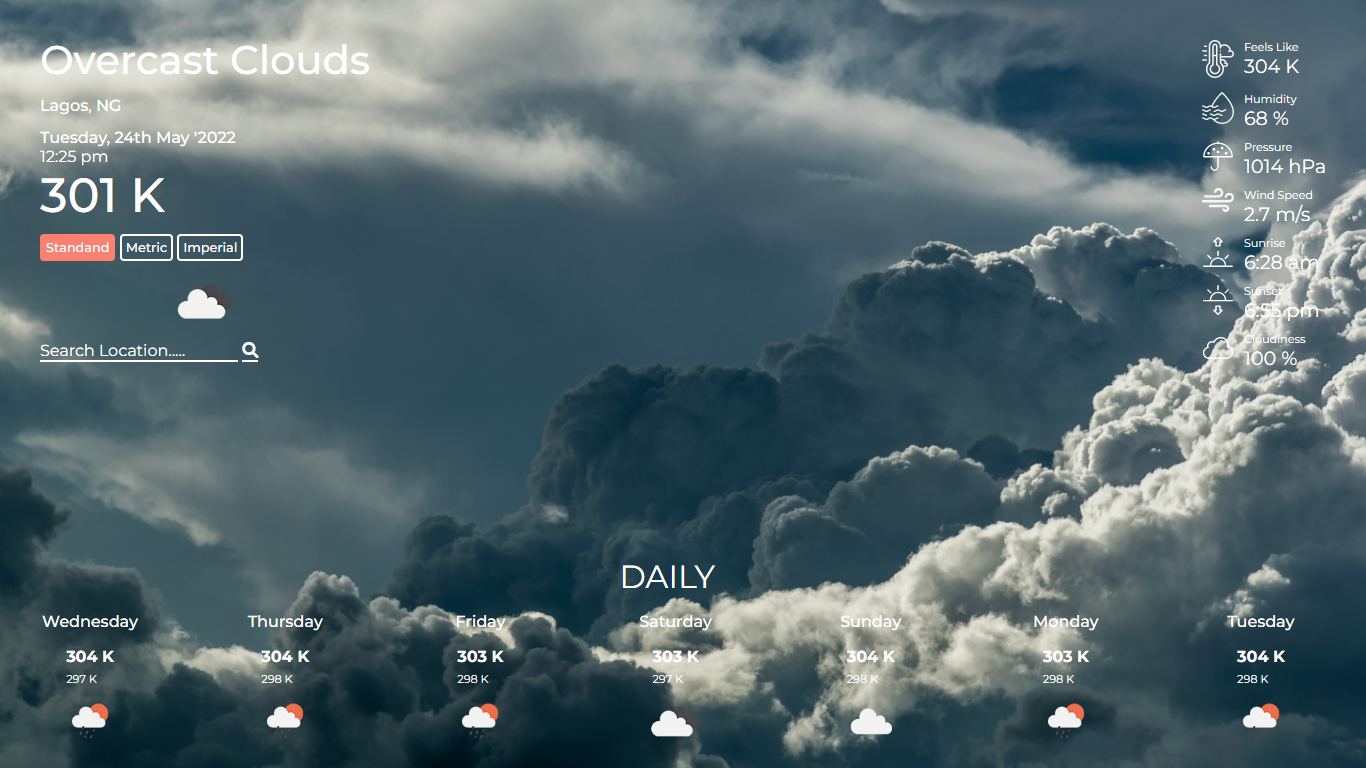 Overcast Clouds
Lagos, NG
Tuesday, 24th May '2022
12:25 pm
301 K
Standand
Metric
Imperial
Search Location.....
Feels Like
304 K
Humidity
68 %
Pressure
1014 hPa
Wind Speed
2.7 m/s
Sunrise
6:28 am
Sunset
6:55 pm
Cloudiness
100 %
DAILY
Wednesday
304 K
297 K
Thursday
304 K
298 K
Friday
303 K
298 K
Saturday
303 K
297 K
Sunday
304 K
298 K
Monday
303 K
298 K
Tuesday
304 K
298 K